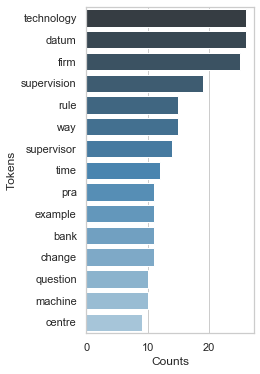 technology
datum
firm
supervision
rule
way
supervisor
time
pra
example
bank
change
question
machine
centre
Tokens
0 10 20
Counts